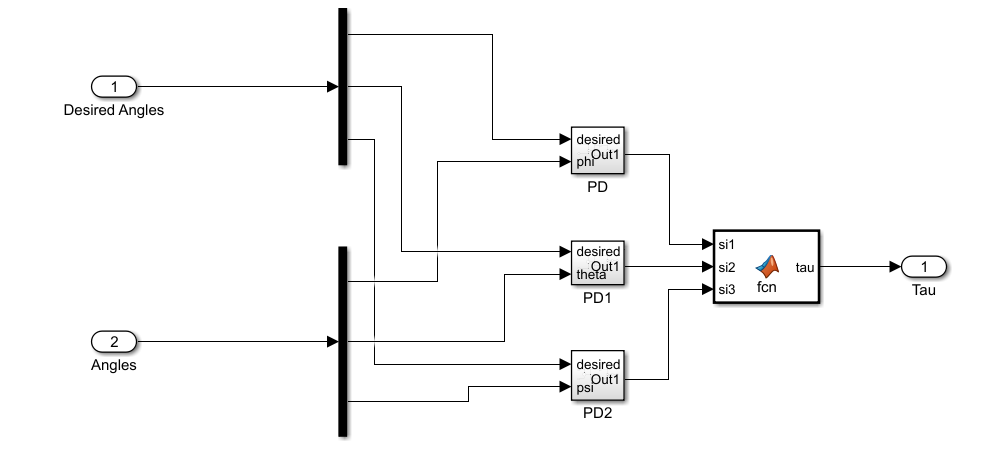 1
Desired Angles
desired
Out1
phi
PD
desired
Out1
theta
PD1
si1
si2
tau
si3
fcn
1
Tau
2
Angles
desired
Out1
psi
PD2